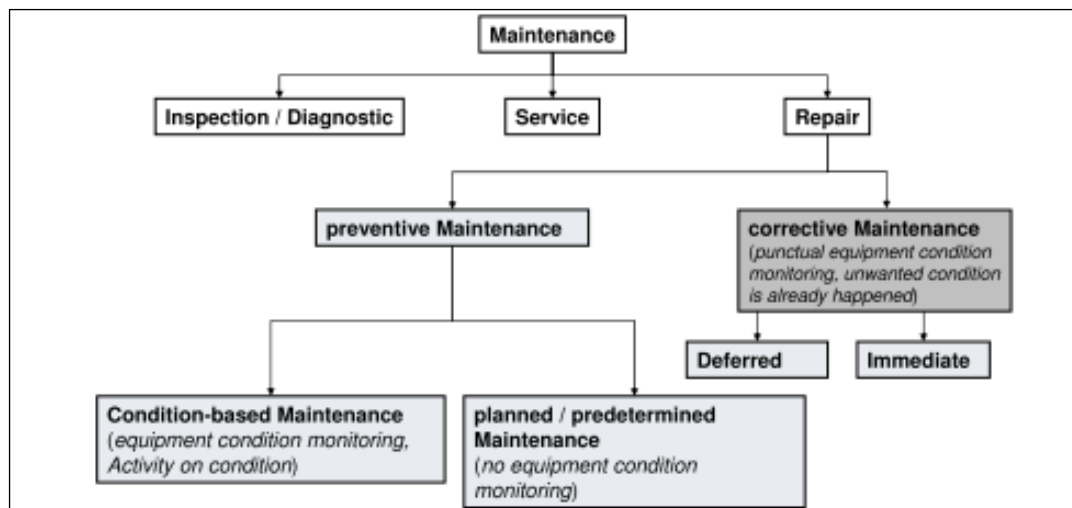 Maintenance
Inspection / Diagnostic
Service
Repair
preventive Maintenance
corrective Maintenance
(punctual equipment condition
monitoring, unwanted condition
is already happened)
Deferred
Immediate
Condition-based Maintenance
(equipment condition monitoring,
Activity on condition)
planned / predetermined
Maintenance
(no equipment condition
monitoring)